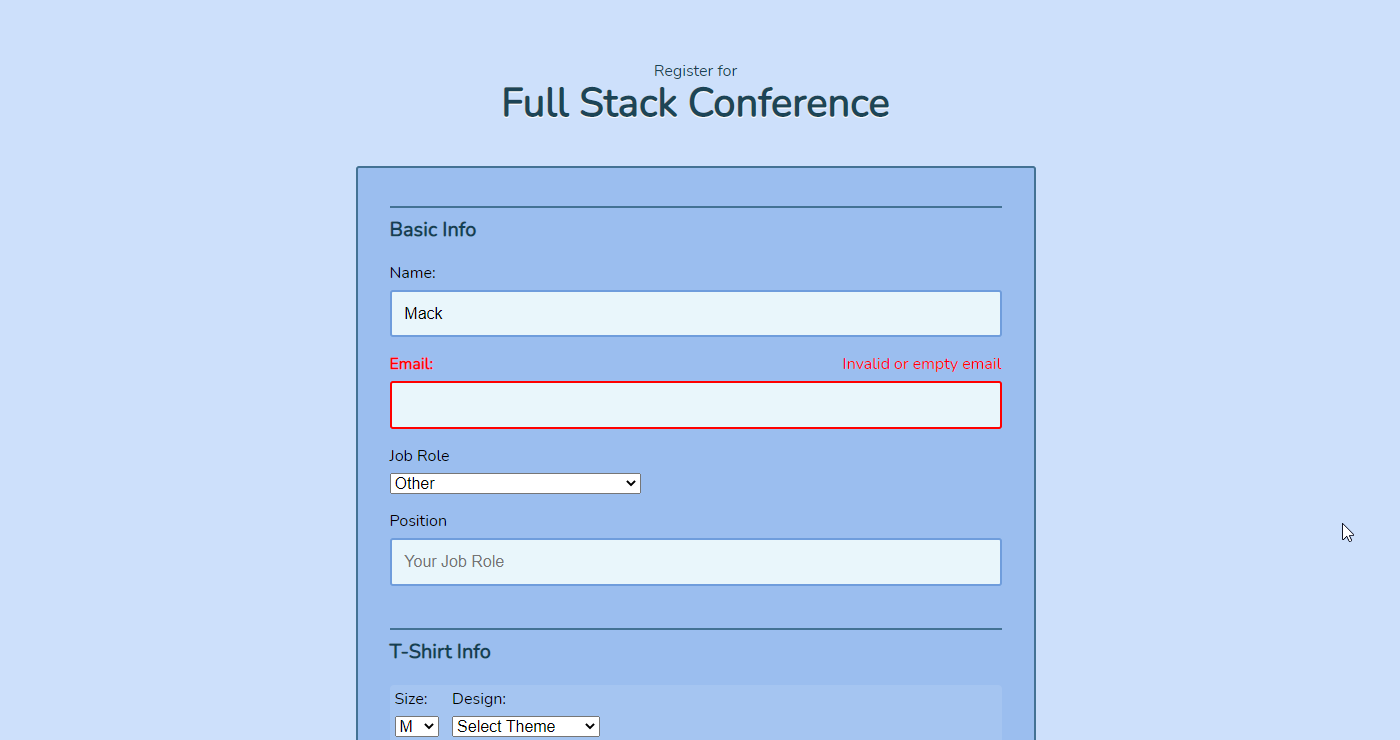 Register for
Full Stack Conference
Basic Info
Name:
Mack
Email: Invalid or empty email
Job Role
Other
Position
Your Job Role
T-Shirt Info
Size: Design:
M Select Theme